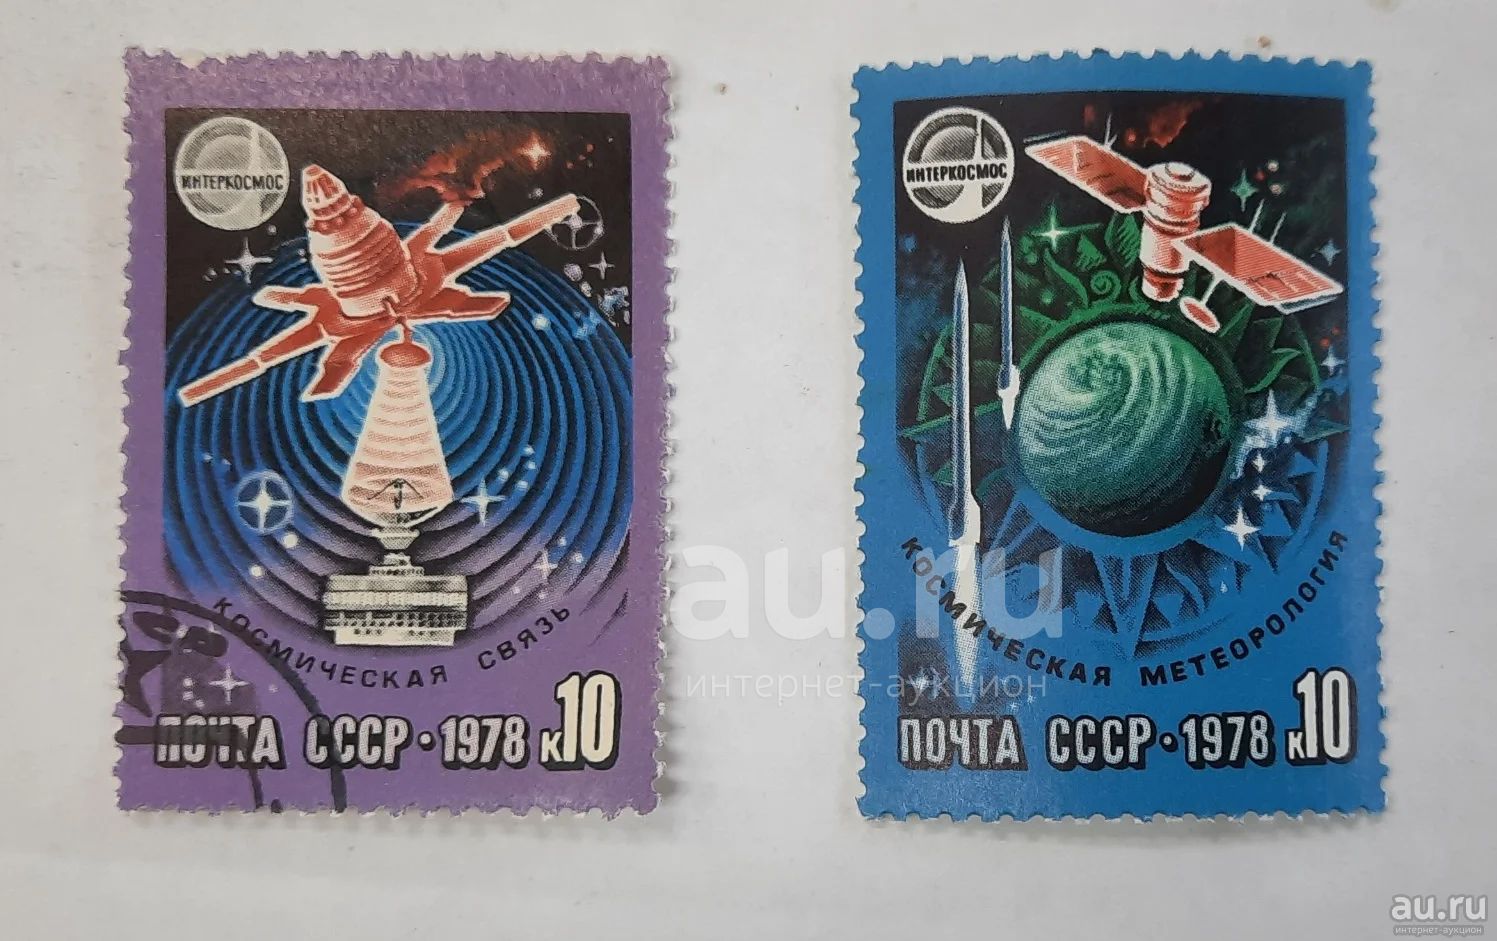 ИНТЕРКОСМОС
КОСМИЧЕСКАЯ СВЯЗЬ
ПОЧТА СССР • 1978 к10
ИНТЕРКОСМОС
КОСМИЧЕСКАЯ МЕТЕОРОЛОГИЯ
ПОЧТА СССР • 1978 к10
au.ru
интернет-аукцион
au.ru
интернет-аукцион